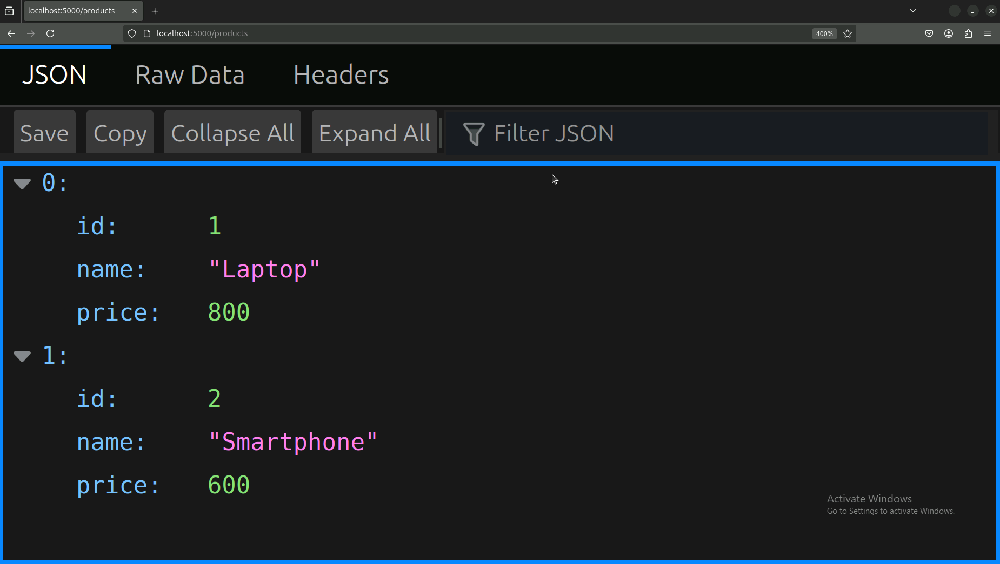 localhost:5000/products
localhost:5000/products 400%
JSON Raw Data Headers
Save Copy Collapse All Expand All Filter JSON
0:
id: 1
name: "Laptop"
price: 800
1:
id: 2
name: "Smartphone"
price: 600
Activate Windows
Go to Settings to activate Windows.